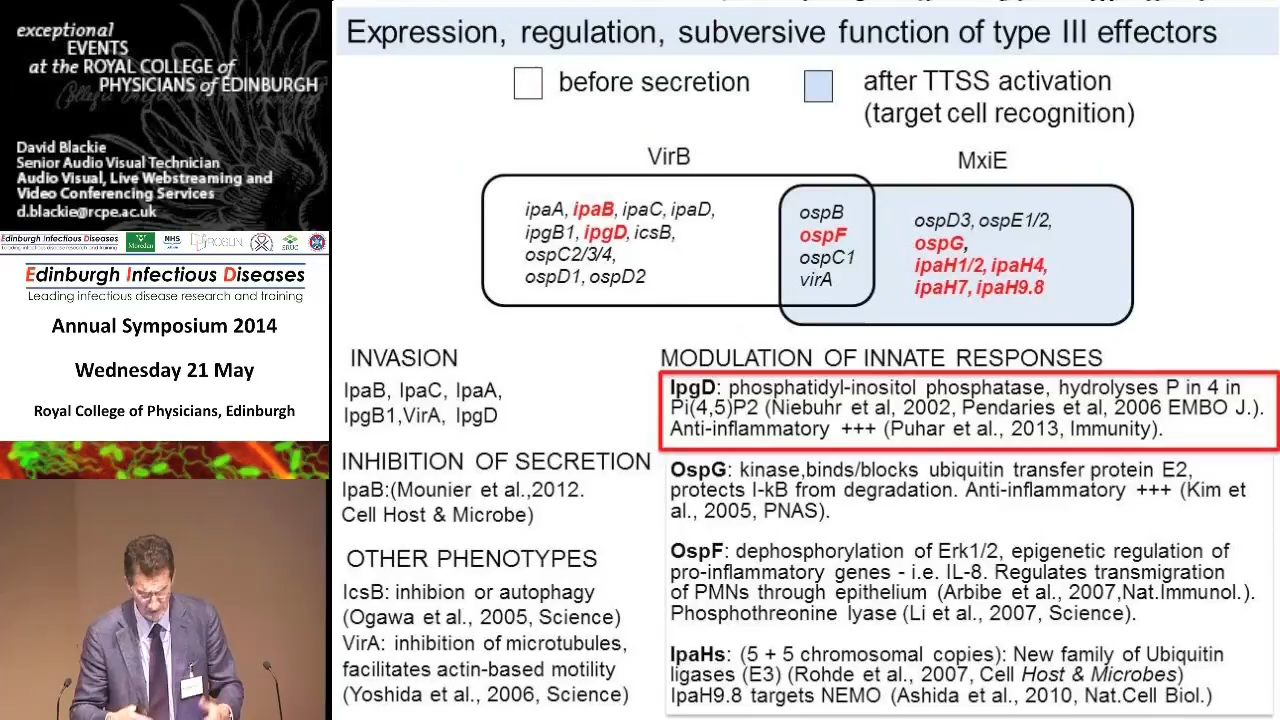 exceptional
EVENTS
at the ROYAL COLLEGE of
PHYSICIANS of EDINBURGH
David Blackie
Senior Audio Visual Technician
Audio Visual, Live Webstreaming and
Video Conferencing Services
d.blackie@rcpe.ac.uk
Edinburgh Infectious Diseases
Moredun
NHS
ROSLIN
SRUC
Edinburgh Infectious Diseases
Leading infectious disease research and training
Annual Symposium 2014
Wednesday 21 May
Royal College of Physicians, Edinburgh
Expression, regulation, subversive function of type III effectors
before secretion
after TTSS activation
(target cell recognition)
VirB
MxiE
ipaA, ipaB, ipaC, ipaD,
ipgB1, ipgD, icsB,
ospC2/3/4,
ospD1, ospD2
ospB
ospF
ospC1
virA
ospD3, ospE1/2,
ospG,
ipaH1/2, ipaH4,
ipaH7, ipaH9.8
INVASION
IpaB, IpaC, IpaA,
IpgB1,VirA, IpgD
INHIBITION OF SECRETION
IpaB:(Mounier et al.,2012.
Cell Host & Microbe)
OTHER PHENOTYPES
IcsB: inhibition or autophagy
(Ogawa et al., 2005, Science)
VirA: inhibition of microtubules,
facilitates actin-based motility
(Yoshida et al., 2006, Science)
MODULATION OF INNATE RESPONSES
IpgD: phosphatidyl-inositol phosphatase, hydrolyses P in 4 in
Pi(4,5)P2 (Niebuhr et al, 2002, Pendaries et al, 2006 EMBO J.).
Anti-inflammatory +++ (Puhar et al., 2013, Immunity).
OspG: kinase,binds/blocks ubiquitin transfer protein E2,
protects I-kB from degradation. Anti-inflammatory +++ (Kim et
al., 2005, PNAS).
OspF: dephosphorylation of Erk1/2, epigenetic regulation of
pro-inflammatory genes - i.e. IL-8. Regulates transmigration
of PMNs through epithelium (Arbibe et al., 2007,Nat.Immunol.).
Phosphothreonine lyase (Li et al., 2007, Science).
IpaHs: (5 + 5 chromosomal copies): New family of Ubiquitin
ligases (E3) (Rohde et al., 2007, Cell Host & Microbes)
IpaH9.8 targets NEMO (Ashida et al., 2010, Nat.Cell Biol.)